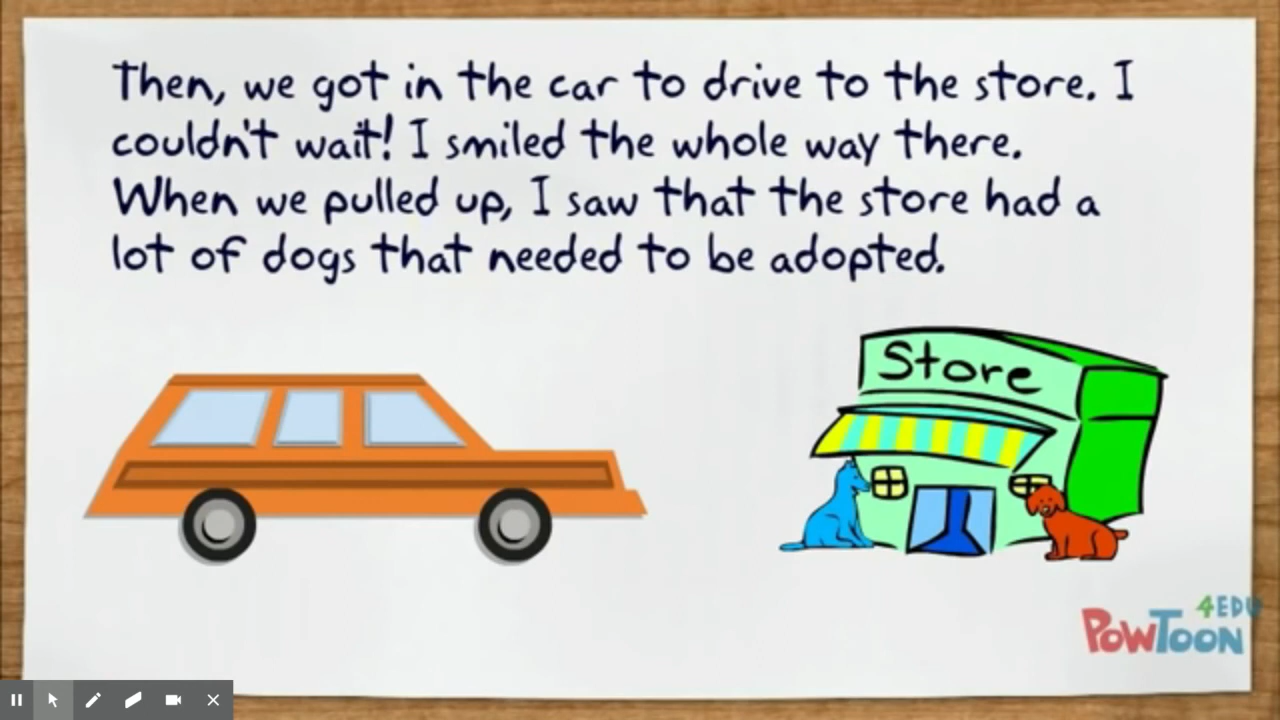 Then, we got in the car to drive to the store. I
couldn't wait! I smiled the whole way there.
When we pulled up, I saw that the store had a
lot of dogs that needed to be adopted.
Store
4EDU
POWTOON